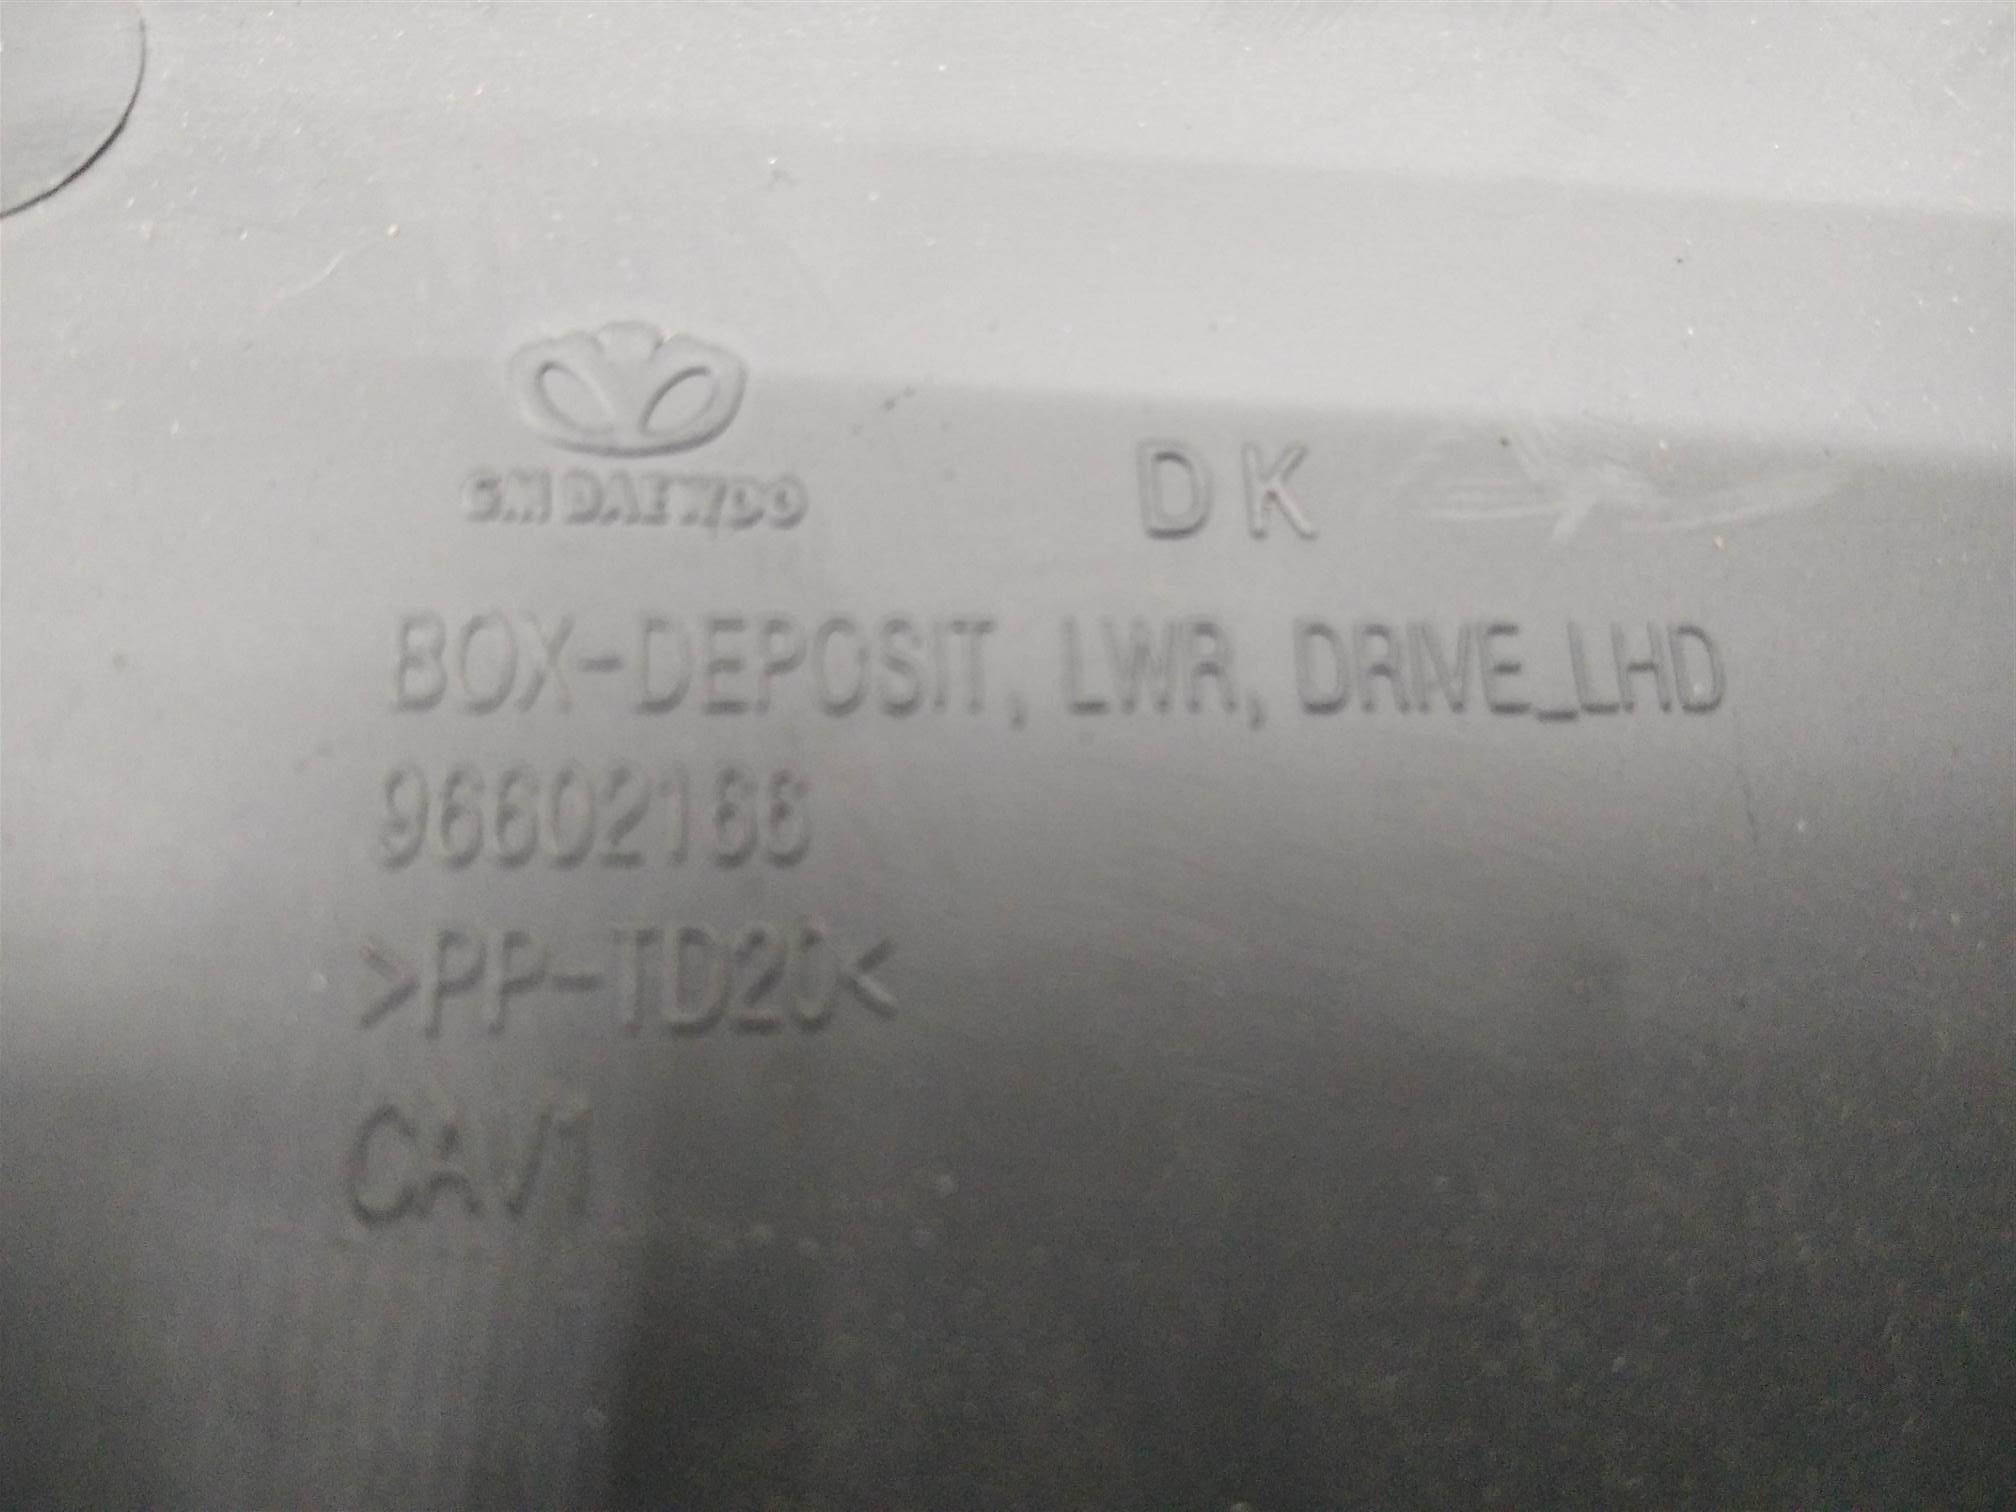 GM DAEWOO
DK
BOX-DEPOSIT, LWR, DRIVE_LHD
96602166
>PP-TD20<
CAV1